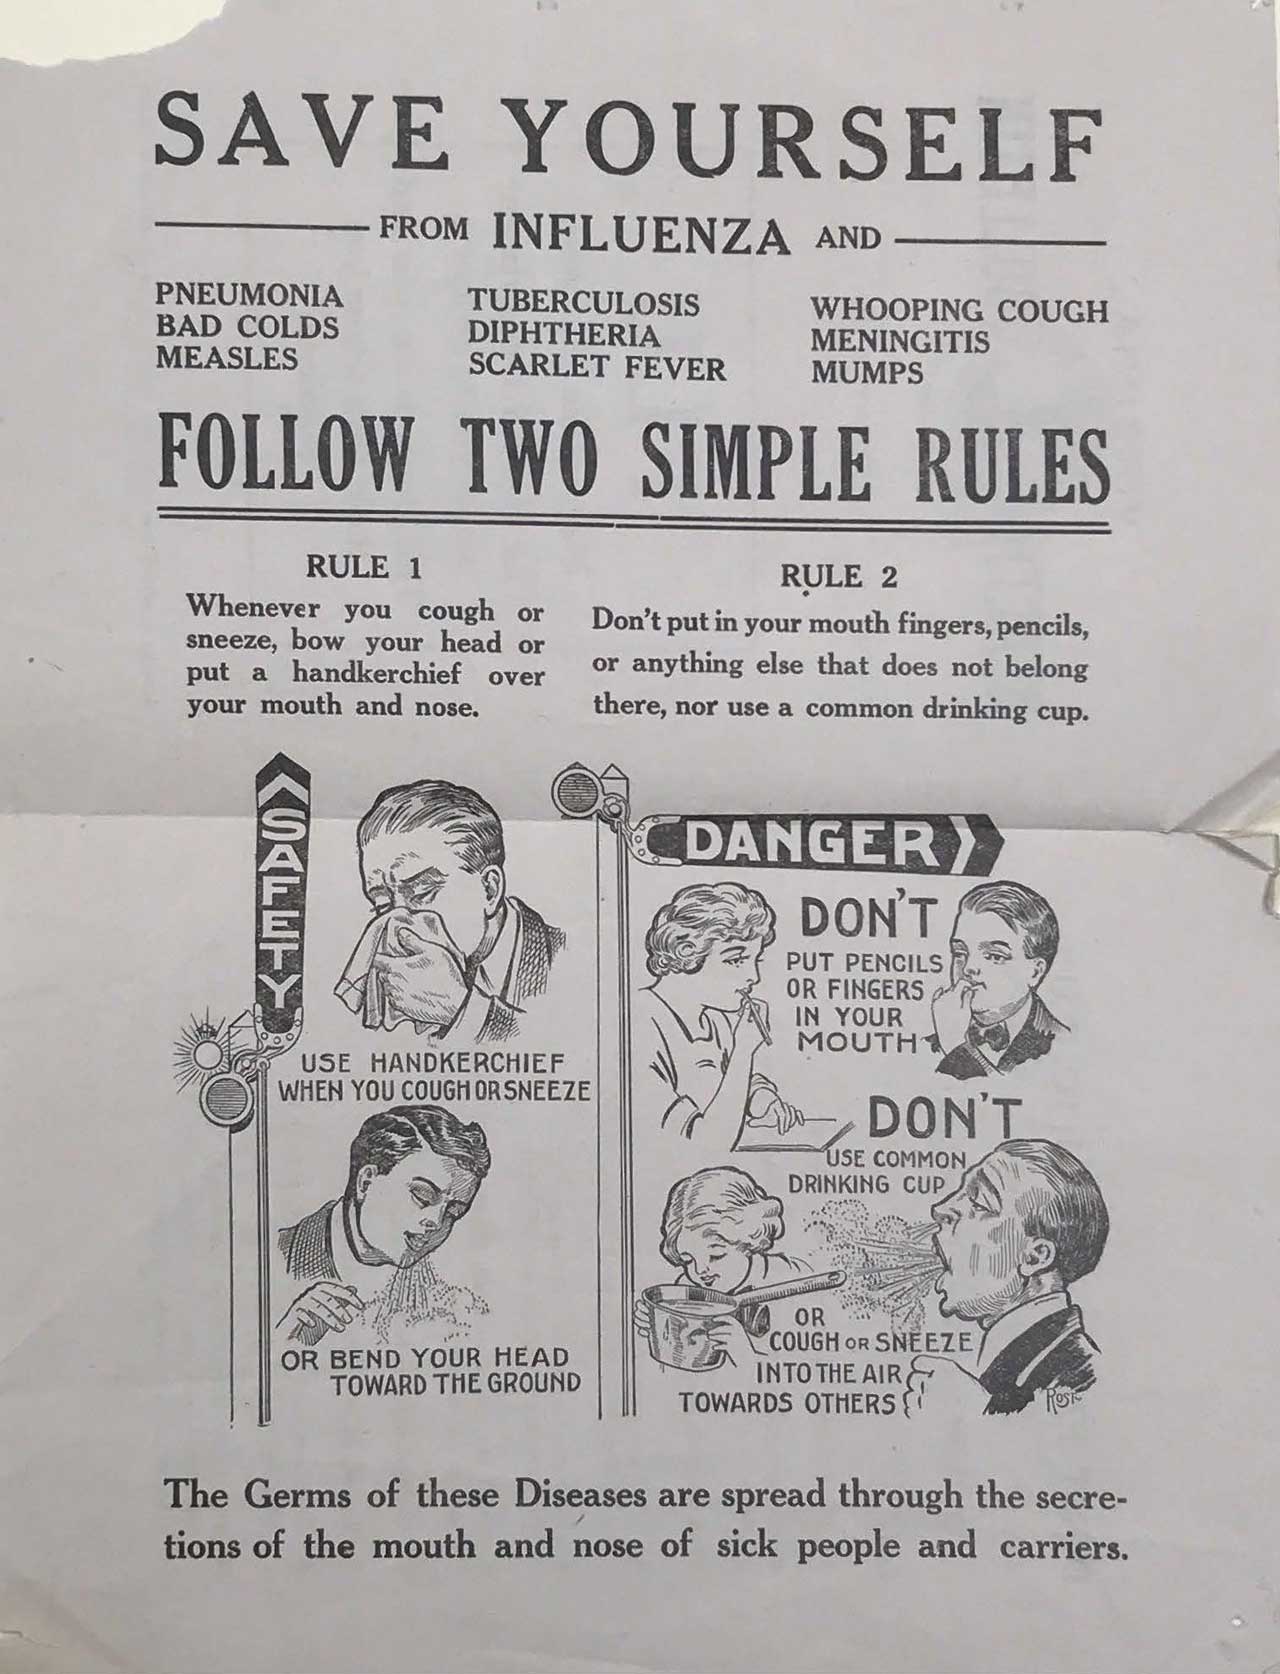 SAVE YOURSELF
FROM INFLUENZA AND
PNEUMONIA
BAD COLDS
MEASLES
TUBERCULOSIS
DIPHTHERIA
SCARLET FEVER
WHOOPING COUGH
MENINGITIS
MUMPS
FOLLOW TWO SIMPLE RULES
RULE 1
Whenever you cough or
sneeze, bow your head or
put a handkerchief over
your mouth and nose.
RULE 2
Don't put in your mouth fingers, pencils,
or anything else that does not belong
there, nor use a common drinking cup.
SAFETY
USE HANDKERCHIEF
WHEN YOU COUGH OR SNEEZE
OR BEND YOUR HEAD
TOWARD THE GROUND
DANGER
DON'T
PUT PENCILS
OR FINGERS
IN YOUR
MOUTH
DON'T
USE COMMON
DRINKING CUP
OR
COUGH OR SNEEZE
INTO THE AIR
TOWARDS OTHERS
The Germs of these Diseases are spread through the secre-
tions of the mouth and nose of sick people and carriers.